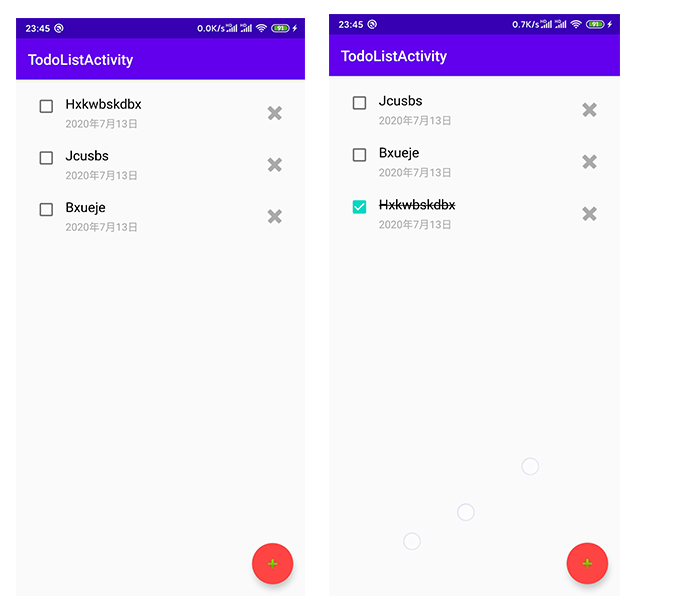 23:45 0.0K/s HD HD 91
TodoListActivity
Hxkwbskdbx
2020年7月13日
Jcusbs
2020年7月13日
Bxueje
2020年7月13日
23:45 0.7K/s HD HD 91
TodoListActivity
Jcusbs
2020年7月13日
Bxueje
2020年7月13日
Hxkwbskdbx
2020年7月13日